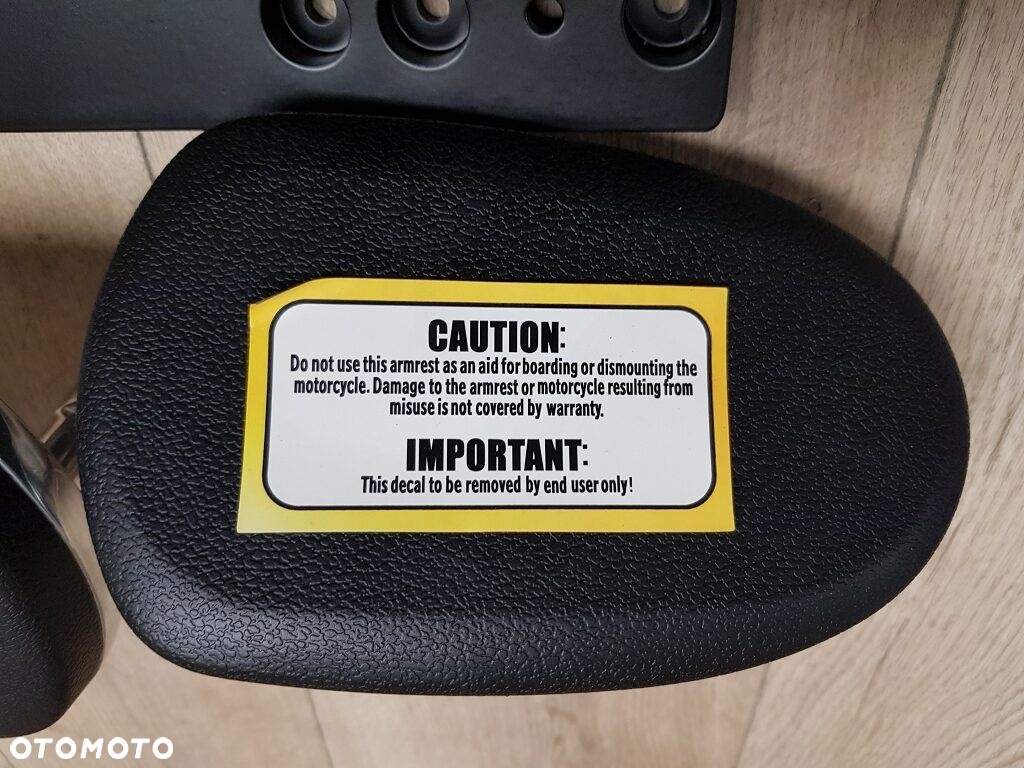 CAUTION:
Do not use this armrest as an aid for boarding or dismounting the
motorcycle. Damage to the armrest or motorcycle resulting from
misuse is not covered by warranty.
IMPORTANT:
This decal to be removed by end user only!
OTOMOTO